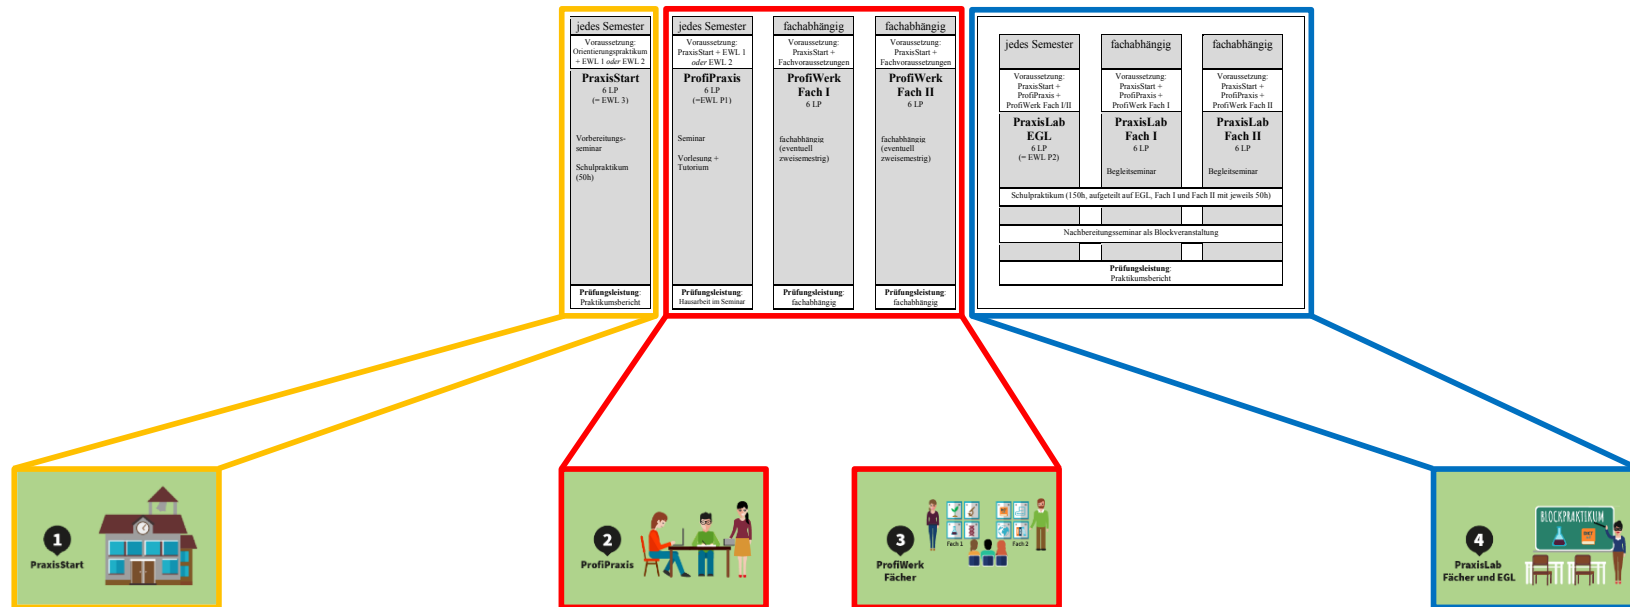 jedes Semester
Voraussetzung:
Orientierungspraktikum
+ EWL 1 oder EWL 2
PraxisStart
6 LP
(= EWL 3)
Vorbereitungs-
seminar
Schulpraktikum
(50h)
Prüfungsleistung:
Praktikumsbericht
jedes Semester
Voraussetzung:
PraxisStart + EWL 1
oder EWL 2
ProfiPraxis
6 LP
(=EWL P1)
Seminar
Vorlesung +
Tutorium
Prüfungsleistung:
Hausarbeit im Seminar
fachabhängig
Voraussetzung:
PraxisStart +
Fachvoraussetzungen
ProfiWerk
Fach I
6 LP
fachabhängig
(eventuell
zweisemestrig)
Prüfungsleistung:
fachabhängig
fachabhängig
Voraussetzung:
PraxisStart +
Fachvoraussetzungen
ProfiWerk
Fach II
6 LP
fachabhängig
(eventuell
zweisemestrig)
Prüfungsleistung:
fachabhängig
jedes Semester
Voraussetzung:
PraxisStart +
ProfiPraxis +
ProfiWerk Fach I/II
PraxisLab
EGL
6 LP
(= EWL P2)
fachabhängig
Voraussetzung:
PraxisStart +
ProfiPraxis +
ProfiWerk Fach I
PraxisLab
Fach I
6 LP
Begleitseminar
fachabhängig
Voraussetzung:
PraxisStart +
ProfiPraxis +
ProfiWerk Fach II
PraxisLab
Fach II
6 LP
Begleitseminar
Schulpraktikum (150h, aufgeteilt auf EGL, Fach I und Fach II mit jeweils 50h)
Nachbereitungsseminar als Blockveranstaltung
Prüfungsleistung:
Praktikumsbericht
1
PraxisStart
2
ProfiPraxis
3
ProfiWerk
Fächer
Fach 1
Fach 2
4
PraxisLab
Fächer und EGL
BLOCKPRAKTIKUM